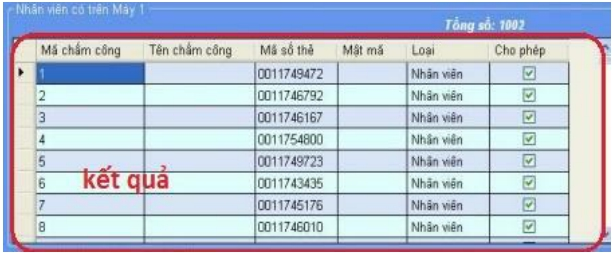 Nhân viên có trên Máy 1
Tổng số: 1002
Mã chấm công Tên chấm công Mã số thẻ Mật mã Loại Cho phép
1 0011749472 Nhân viên
2 0011746792 Nhân viên
3 0011746167 Nhân viên
4 0011754800 Nhân viên
5 0011749723 Nhân viên
6 0011743435 Nhân viên
7 0011745176 Nhân viên
8 0011746010 Nhân viên
kết quả